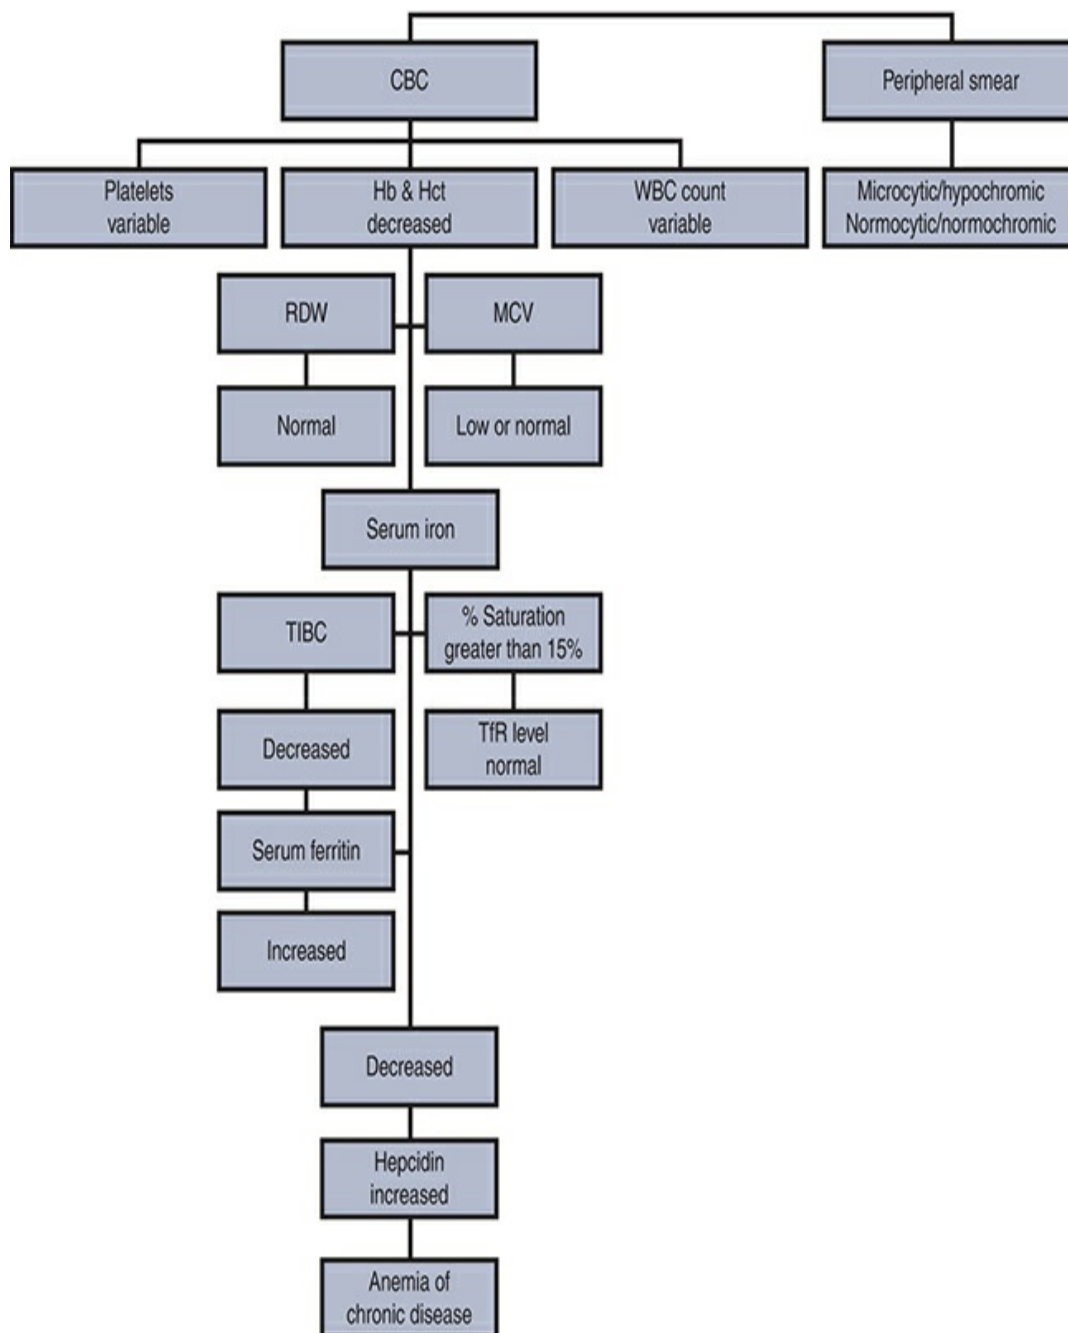 CBC
Peripheral smear
Platelets
variable
Hb & Hct
decreased
WBC count
variable
Microcytic/hypochromic
Normocytic/normochromic
RDW
MCV
Normal
Low or normal
Serum iron
TIBC
% Saturation
greater than 15%
Decreased
TfR level
normal
Serum ferritin
Increased
Decreased
Hepcidin
increased
Anemia of
chronic disease